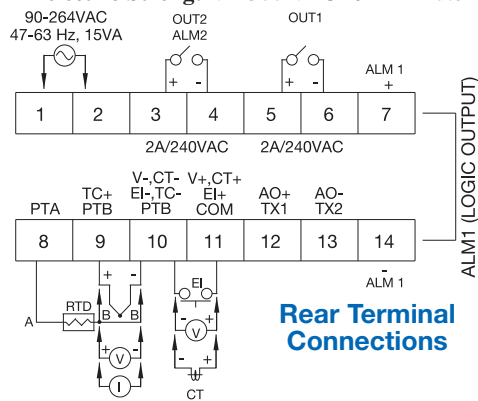 90-264VAC
47-63 Hz, 15VA
OUT2
ALM2
OUT1
ALM 1
+
+ -
+ -
1 2 3 4 5 6 7
2A/240VAC 2A/240VAC
ALM1 (LOGIC OUTPUT)
PTA
TC+
PTB
V-,CT-
EI-,TC-
PTB
V+,CT+
EI+
COM
AO+
TX1
AO-
TX2
8 9 10 11 12 13 14
-
ALM 1
+ -
EI
RTD
A B B
- V +
+ V -
- +
I
CT
Rear Terminal
Connections